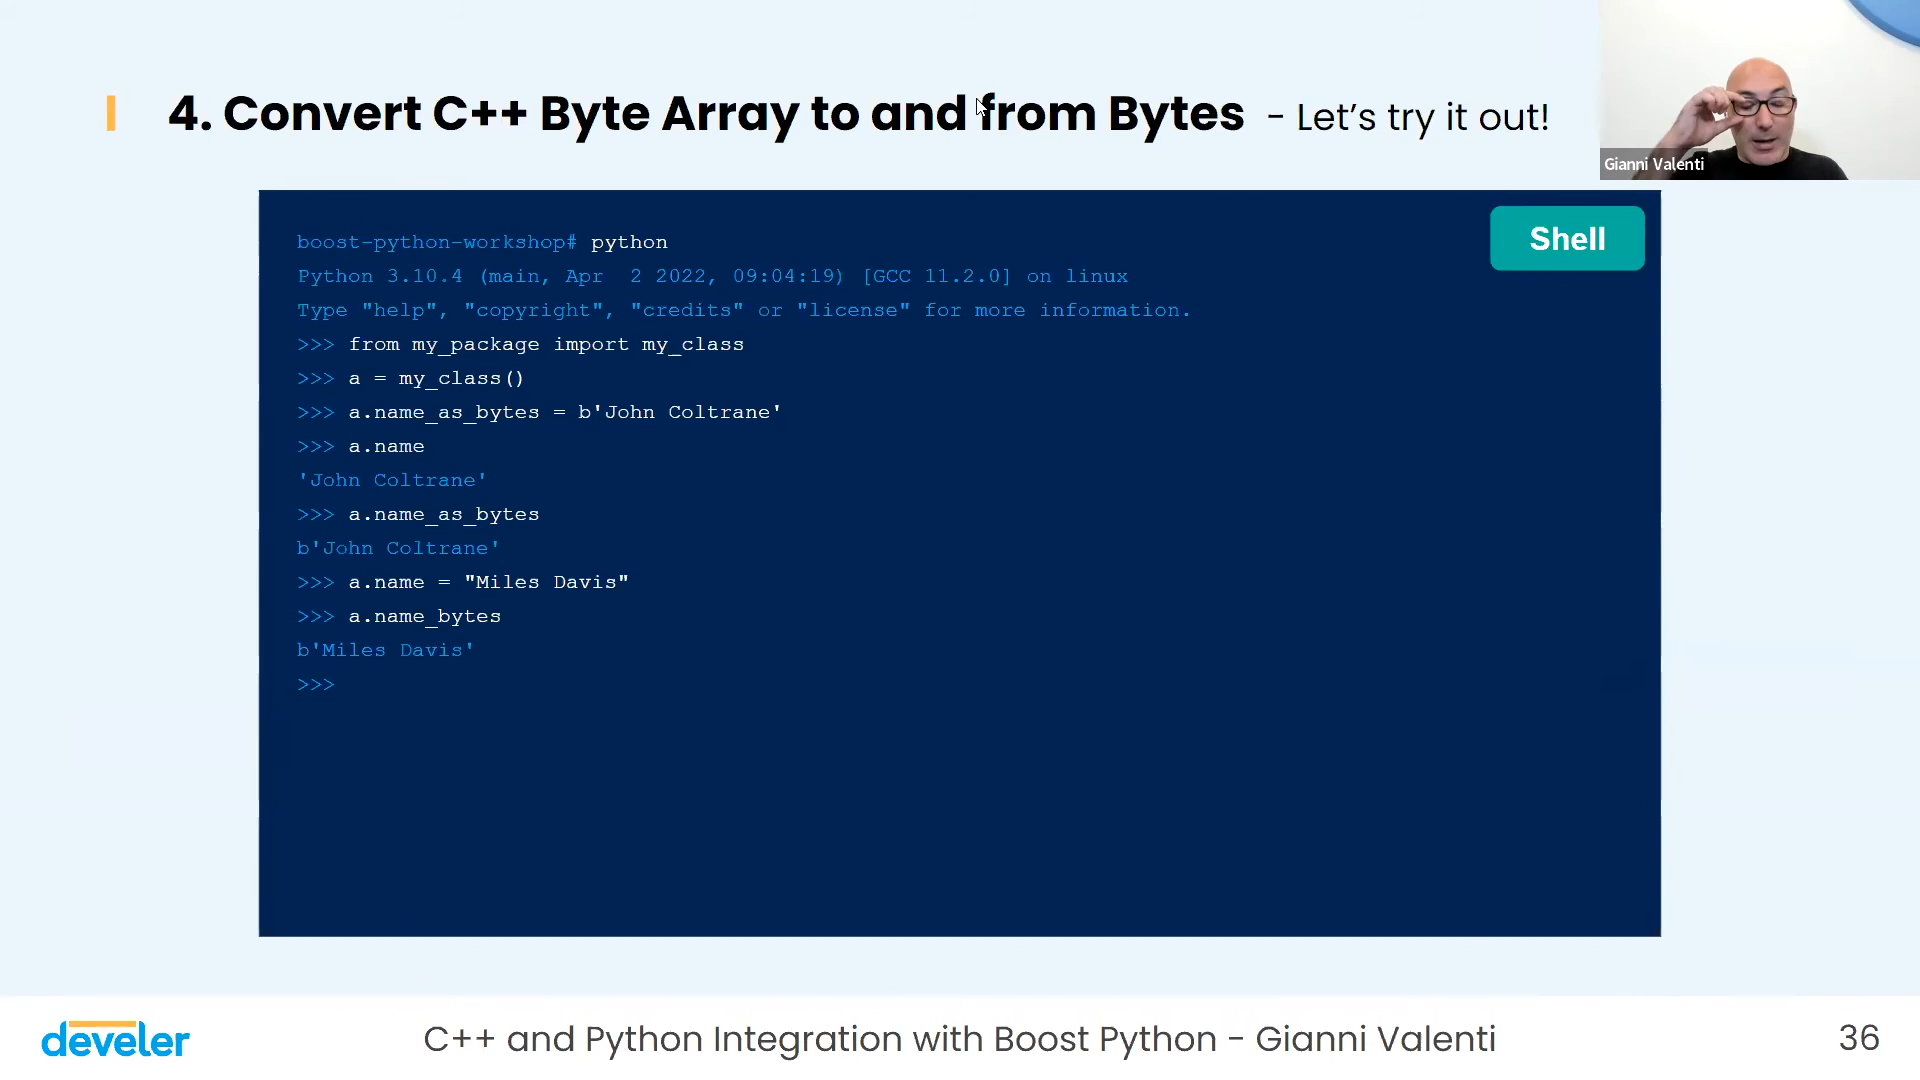 4. Convert C++ Byte Array to and from Bytes - Let's try it out!
Gianni Valenti
Shell
boost-python-workshop# python
Python 3.10.4 (main, Apr  2 2022, 09:04:19) [GCC 11.2.0] on linux
Type "help", "copyright", "credits" or "license" for more information.
>>> from my_package import my_class
>>> a = my_class()
>>> a.name_as_bytes = b'John Coltrane'
>>> a.name
'John Coltrane'
>>> a.name_as_bytes
b'John Coltrane'
>>> a.name = "Miles Davis"
>>> a.name_bytes
b'Miles Davis'
>>>
develer
C++ and Python Integration with Boost Python - Gianni Valenti
36